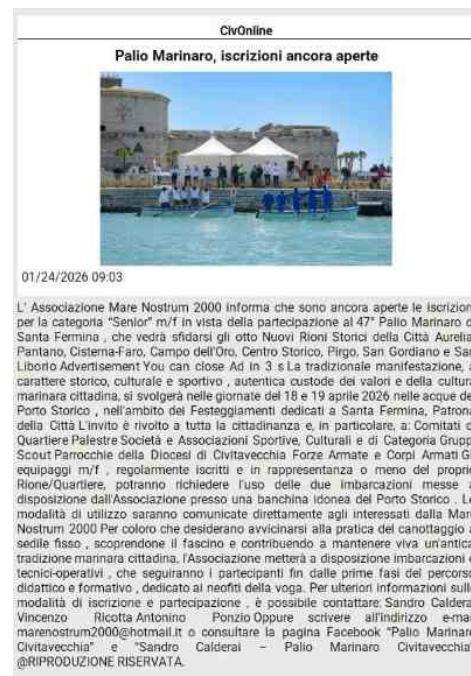 CivOnline
Palio Marinaro, iscrizioni ancora aperte
01/24/2026 09:03
L' Associazione Mare Nostrum 2000 informa che sono ancora aperte le iscrizion
per la categoria "Senior" m/f in vista della partecipazione al 47° Palio Marinaro d
Santa Fermina , che vedrà sfidarsi gli otto Nuovi Rioni Storici della Città Aurelia
Pantano, Cisterna-Faro, Campo dell'Oro, Centro Storico, Pirgo, San Gordiano e San
Liborio Advertisement You can close Ad in 3 s La tradizionale manifestazione, a
carattere storico, culturale e sportivo , autentica custode dei valori e della cultura
marinara cittadina, si svolgerà nelle giornate del 18 e 19 aprile 2026 nelle acque del
Porto Storico , nell'ambito dei Festeggiamenti dedicati a Santa Fermina, Patrona
della Città L'invito è rivolto a tutta la cittadinanza e, in particolare, a: Comitati d
Quartiere Palestre Società e Associazioni Sportive, Culturali e di Categoria Grupp
Scout Parrocchie della Diocesi di Civitavecchia Forze Armate e Corpi Armati Gl
equipaggi m/f , regolarmente iscritti e in rappresentanza o meno del proprio
Rione/Quartiere, potranno richiedere l'uso delle due imbarcazioni messe a
disposizione dall'Associazione presso una banchina idonea del Porto Storico . Le
modalità di utilizzo saranno comunicate direttamente agli interessati dalla Mare
Nostrum 2000 Per coloro che desiderano avvicinarsi alla pratica del canottaggio a
sedile fisso , scoprendone il fascino e contribuendo a mantenere viva un'antica
tradizione marinara cittadina, l'Associazione metterà a disposizione imbarcazioni e
tecnici-operativi , che seguiranno i partecipanti fin dalle prime fasi del percorso
didattico e formativo , dedicato ai neofiti della voga. Per ulteriori informazioni sulle
modalità di iscrizione e partecipazione , è possibile contattare: Sandro Calderai
Vincenzo Ricotta Antonino Ponzio Oppure scrivere all'indirizzo e-mai
marenostrum2000@hotmail.it o consultare la pagina Facebook "Palio Marinaro
Civitavecchia" e "Sandro Calderai – Palio Marinaro Civitavecchia"
@RIPRODUZIONE RISERVATA.